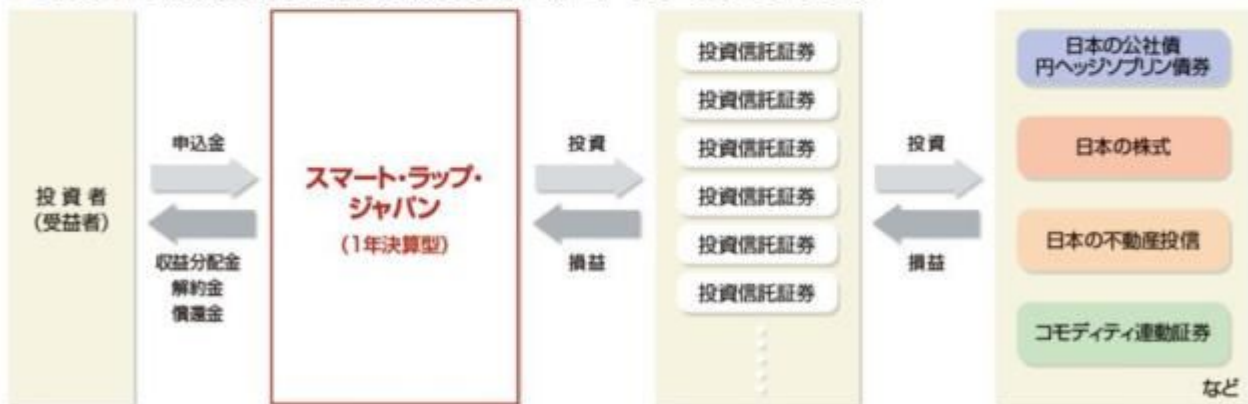 投資者
(受益者)
申込金
収益分配金
解約金
償還金
スマート・ラップ・
ジャパン
(1年決算型)
投資
損益
投資信託証券
投資信託証券
投資信託証券
投資信託証券
投資信託証券
投資信託証券
投資
損益
日本の公社債
円ヘッジソブリン債券
日本の株式
日本の不動産投信
コモディティ連動証券
など